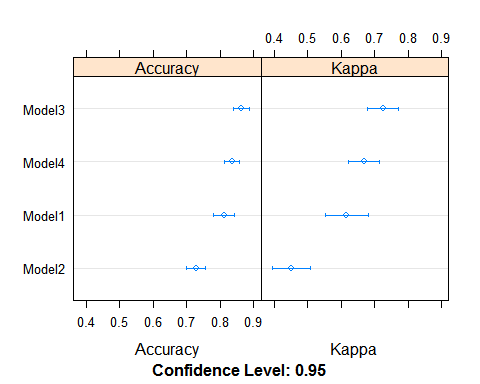 0.4 0.5 0.6 0.7 0.8 0.9
Accuracy Kappa
Model3
Model4
Model1
Model2
0.4 0.5 0.6 0.7 0.8 0.9
Accuracy Kappa
Confidence Level: 0.95